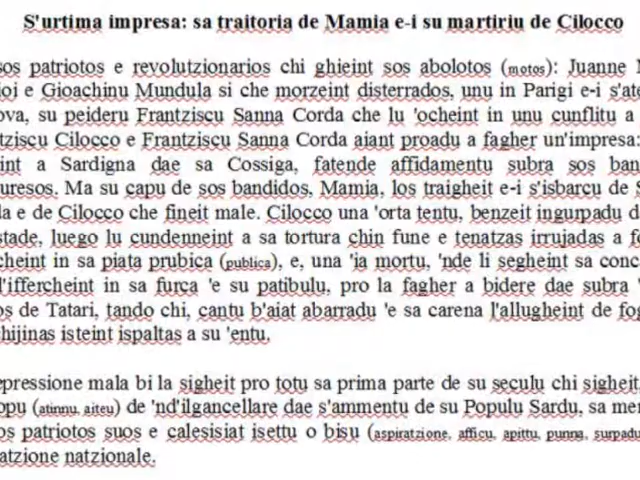 S'urtima impresa: sa traitoria de Mamia e-i su martiriu de Cilocco
sos patriotos e revolutzionarios chi ghieint sos abolotos (motos): Juanne M
ioi e Gioachinu Mundula si che morzeint disterrados, unu in Parigi e-i s'ate
ova, su peideru Frantziscu Sanna Corda che lu 'ocheint in unu cunflitu a
tziscu Cilocco e Frantziscu Sanna Corda aiant proadu a fagher un'impresa:
eint a Sardigna dae sa Cossiga, fatende affidamentu subra sos ban
uresos. Ma su capu de sos bandidos, Mamia, los traigheit e-i s'isbarcu de S
la e de Cilocco che fineit male. Cilocco una 'orta tentu, benzeit ingurpadu d
stade, luego lu cundenneint a sa tortura chin fune e tenatzas irrujadas a fo
cheint in sa piata prubica (publica), e, una 'ia mortu, 'nde li segheint sa conc
l'iffercheint in sa furca 'e su patibulu, pro la fagher a bidere dae subra '
os de Tatari, tando chi, cantu b'aiat abarradu 'e sa carena l'allugheint de fog
chijinas isteint ispaltas a su 'entu.
epressione mala bi la sigheit pro totu sa prima parte de su seculu chi sigheit,
opu (atinnu, aiteu) de 'nd'ilgancellare dae s'ammentu de su Populu Sardu, sa mem
os patriotos suos e calesisiat isettu o bisu (aspiratzione, afficu, apittu, punna, surpadu
atzione natzionale.